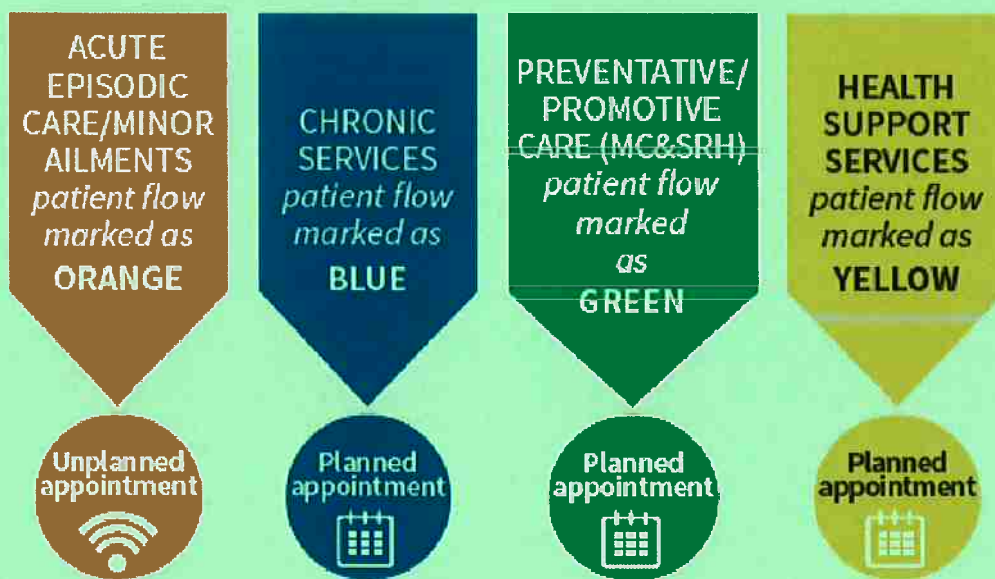 ACUTE
EPISODIC
CARE/MINOR
AILMENTS
patient flow
marked as
ORANGE
Unplanned
appointment
CHRONIC
SERVICES
patient flow
marked as
BLUE
Planned
appointment
PREVENTATIVE/
PROMOTIVE
CARE (MC&SRH)
patient flow
marked
as
GREEN
Planned
appointment
HEALTH
SUPPORT
SERVICES
patient flow
marked as
YELLOW
Planned
appointment